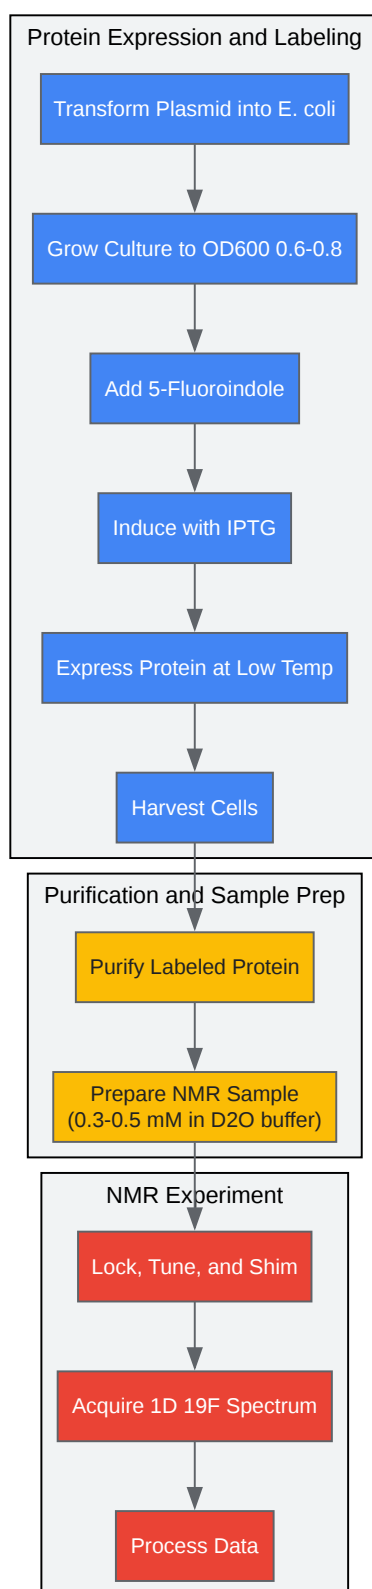 Protein Expression and Labeling
Transform Plasmid into E. coli
Grow Culture to OD600 0.6-0.8
Add 5-Fluoroindole
Induce with IPTG
Express Protein at Low Temp
Harvest Cells
Purification and Sample Prep
Purify Labeled Protein
Prepare NMR Sample
(0.3-0.5 mM in D2O buffer)
NMR Experiment
Lock, Tune, and Shim
Acquire 1D 19F Spectrum
Process Data